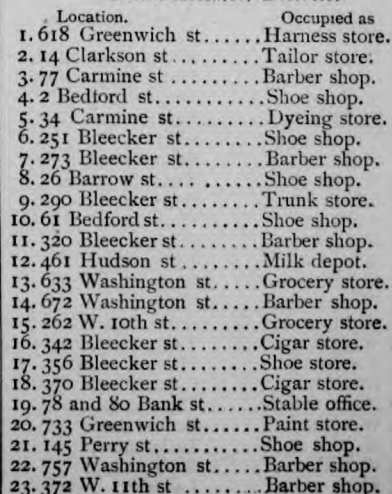 Location. Occupied as
1. 618 Greenwich st......Harness store.
2. 14 Clarkson st.........Tailor store.
3. 77 Carmine st.........Barber shop.
4. 2 Bedford st...........Shoe shop.
5. 34 Carmine st........Dyeing store.
6. 251 Bleecker st.......Shoe shop.
7. 273 Bleecker st.......Barber shop.
8. 26 Barrow st..........Shoe shop.
9. 290 Bleecker st.......Trunk store.
10. 61 Bedford st........Shoe shop.
11. 320 Bleecker st......Barber shop.
12. 461 Hudson st........Milk depot.
13. 633 Washington st....Grocery store.
14. 672 Washington st....Barber shop.
15. 262 W. 10th st.......Grocery store.
16. 342 Bleecker st......Cigar store.
17. 356 Bleecker st......Shoe store.
18. 370 Bleecker st......Cigar store.
19. 78 and 80 Bank st....Stable office.
20. 733 Greenwich st.....Paint store.
21. 145 Perry st.........Shoe shop.
22. 757 Washington st....Barber shop.
23. 372 W. 11th st.......Barber shop.